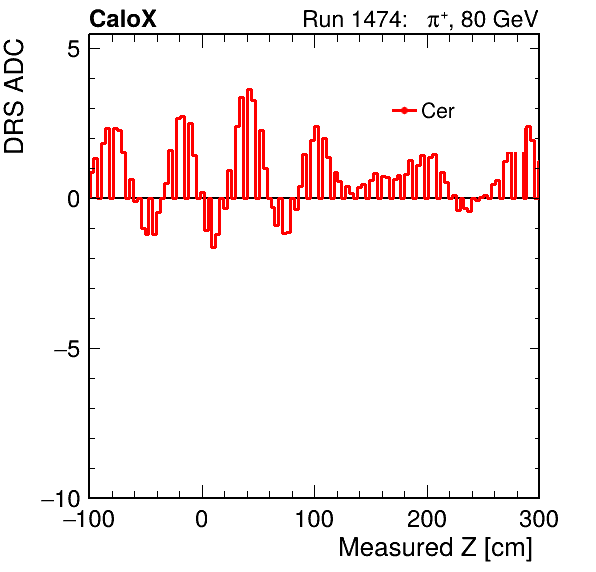 CaloX Run 1474: π⁺, 80 GeV
DRS ADC
5
Cer
0
−5
−10
−100 0 100 200 300
Measured Z [cm]